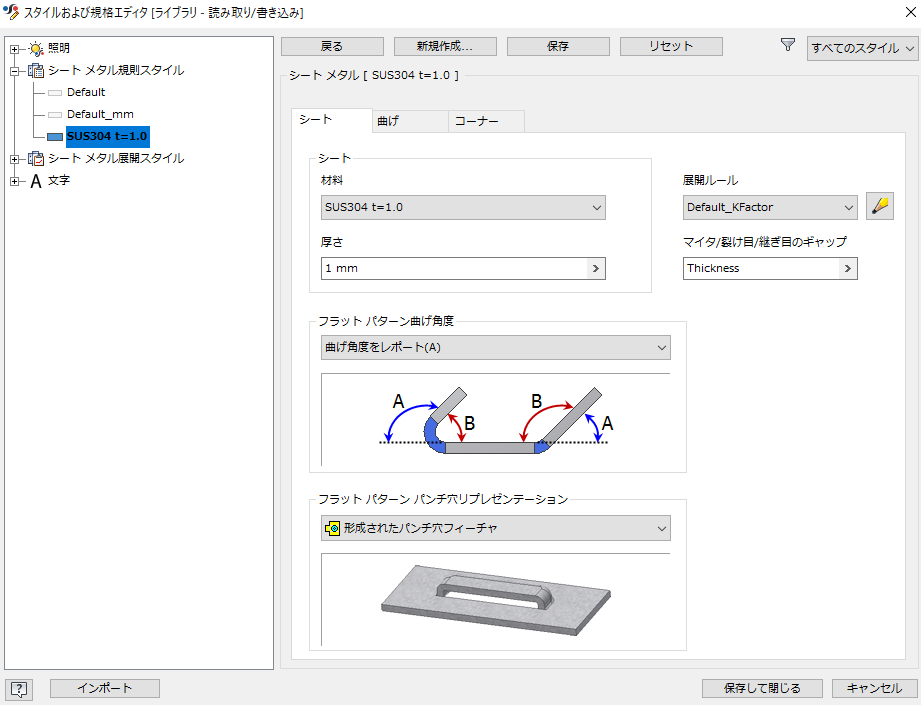 スタイルおよび規格エディタ [ライブラリ - 読み取り/書き込み]
照明
シート メタル規則スタイル
Default
Default_mm
SUS304 t=1.0
シート メタル展開スタイル
文字
戻る
新規作成...
保存
リセット
すべてのスタイル
シート メタル [ SUS304 t=1.0 ]
シート
曲げ
コーナー
シート
材料
SUS304 t=1.0
厚さ
1 mm
展開ルール
Default_KFactor
マイタ/裂け目/継ぎ目のギャップ
Thickness
フラット パターン曲げ角度
曲げ角度をレポート(A)
A
B
B
A
フラット パターン パンチ穴リプレゼンテーション
形成されたパンチ穴フィーチャ
?
インポート
保存して閉じる
キャンセル